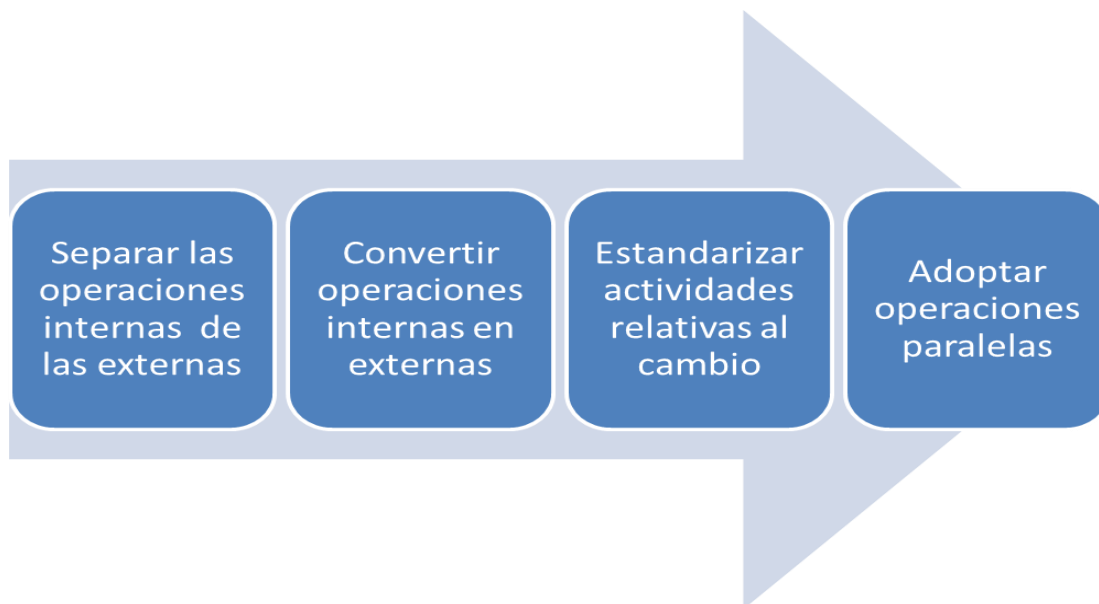 Separar las
operaciones
internas  de
las externas
Convertir
operaciones
internas en
externas
Estandarizar
actividades
relativas al
cambio
Adoptar
operaciones
paralelas